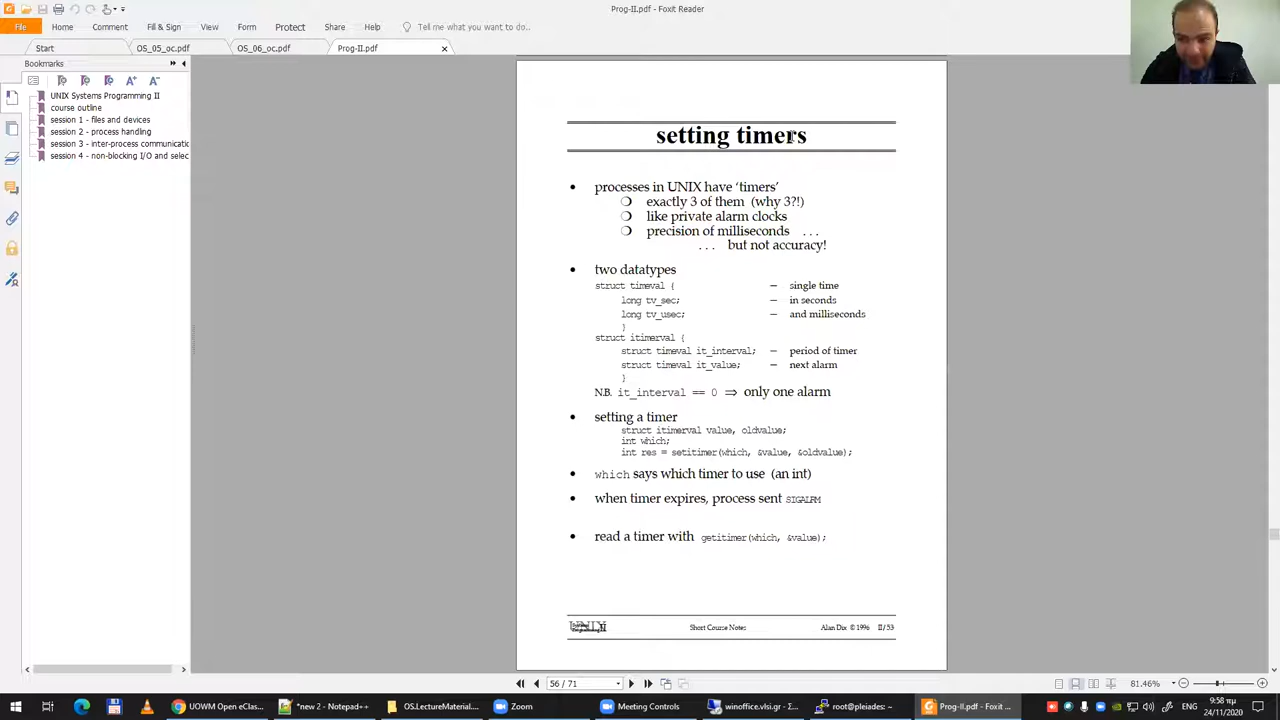 Prog-II.pdf - Foxit Reader
File Home Comment Fill & Sign View Form Protect Share Help Tell me what you want to do..
Start OS_05_oc.pdf OS_06_oc.pdf Prog-II.pdf
Bookmarks
UNIX Systems Programming II
course outline
session 1 - files and devices
session 2 - process handling
session 3 - inter-process communicatio
session 4 - non-blocking I/O and selec
setting timers
• processes in UNIX have ‘timers’
❍ exactly 3 of them (why 3?!)
❍ like private alarm clocks
❍ precision of milliseconds . . .
. . . but not accuracy!
• two datatypes
struct timeval { – single time
long tv_sec; – in seconds
long tv_usec; – and milliseconds
}
struct itimerval {
struct timeval it_interval; – period of timer
struct timeval it_value; – next alarm
}
N.B. it_interval == 0 ⇒ only one alarm
• setting a timer
struct itimerval value, oldvalue;
int which;
int res = setitimer(which, &value, &oldvalue);
• which says which timer to use (an int)
• when timer expires, process sent SIGALRM
• read a timer with getitimer(which, &value);
Short Course Notes Alan Dix © 1996 II/53
56 / 71 81.46%
UOWM Open eClas... *new 2 - Notepad++ OS.LectureMaterial.... Zoom Meeting Controls winoffice.vlsi.gr - Σ... root@pleiades: ~ Prog-II.pdf - Foxit ... 9:58 πμ
24/11/2020